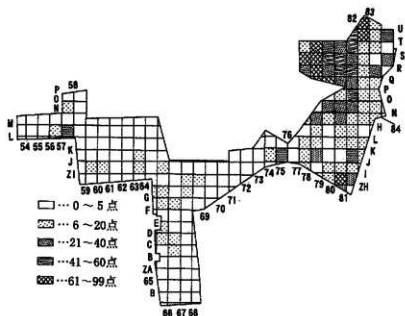 82 83
U
T
S
R
Q
P
O
N
84
58
P
O
N
M
L
54 55 56 57
K
J
ZI
59 60 61 62 63 64
G
F
E
D
C
B
ZA
65
B
66 67 68
69 70 71 72 73 74 75 76 77 78 79 80 81
H
L
K
J
I
ZH
…0～5点
…6～20点
…21～40点
…41～60点
…61～99点